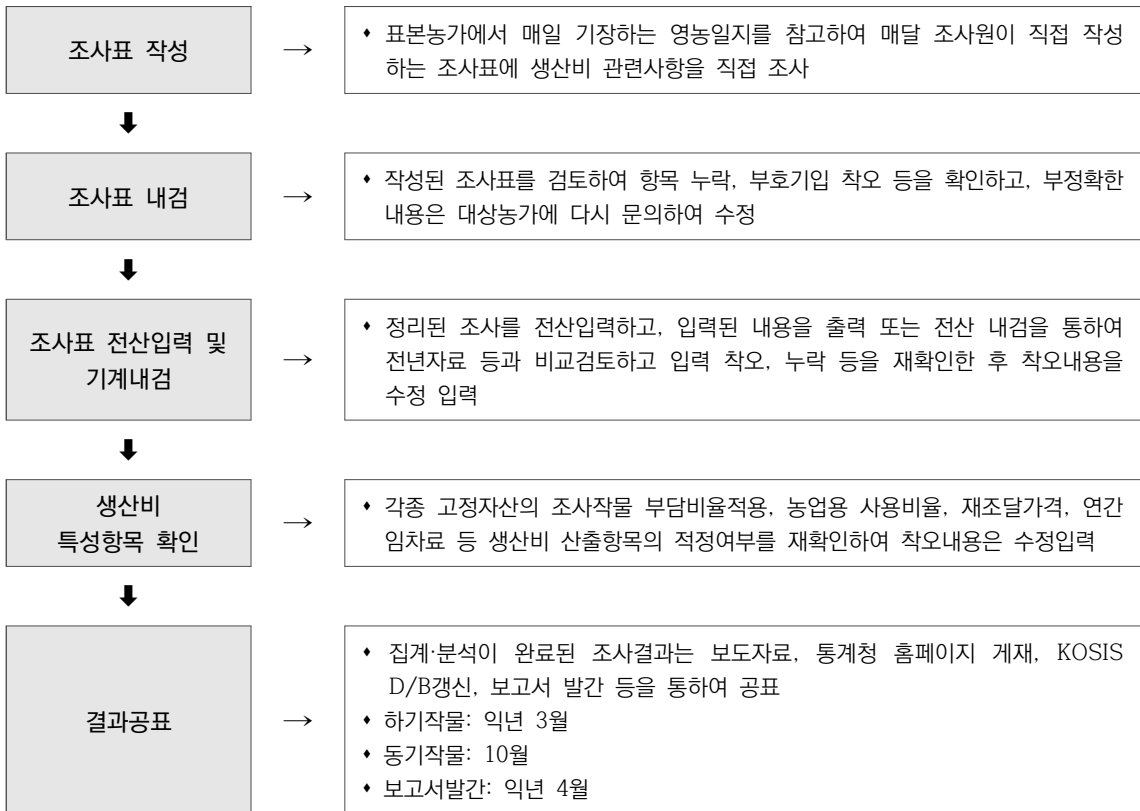 조사표 작성
→
⬩ 표본농가에서 매일 기장하는 영농일지를 참고하여 매달 조사원이 직접 작성
하는 조사표에 생산비 관련사항을 직접 조사
⬇
조사표 내검
→
⬩ 작성된 조사표를 검토하여 항목 누락, 부호기입 착오 등을 확인하고, 부정확한
내용은 대상농가에 다시 문의하여 수정
⬇
조사표 전산입력 및
기계내검
→
⬩ 정리된 조사를 전산입력하고, 입력된 내용을 출력 또는 전산 내검을 통하여
전년자료 등과 비교검토하고 입력 착오, 누락 등을 재확인한 후 착오내용을
수정 입력
⬇
생산비
특성항목 확인
→
⬩ 각종 고정자산의 조사작물 부담비율적용, 농업용 사용비율, 재조달가격, 연간
임차료 등 생산비 산출항목의 적정여부를 재확인하여 착오내용은 수정입력
⬇
결과공표
→
⬩ 집계·분석이 완료된 조사결과는 보도자료, 통계청 홈페이지 게재, KOSIS
D/B갱신, 보고서 발간 등을 통하여 공표
⬩ 하기작물: 익년 3월
⬩ 동기작물: 10월
⬩ 보고서발간: 익년 4월